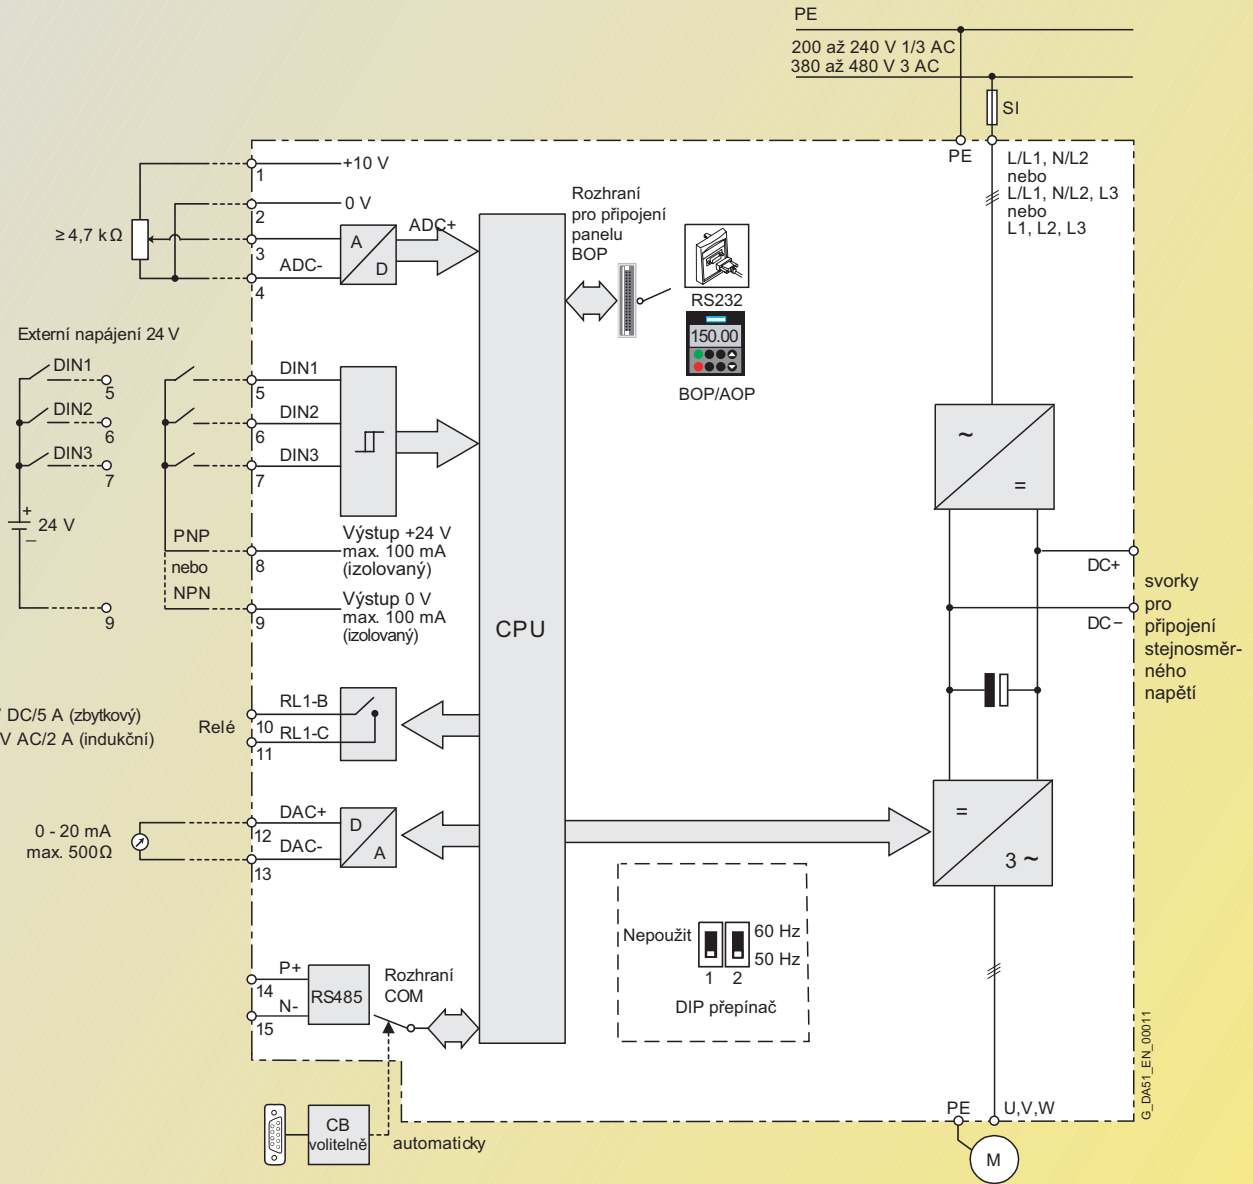 PE
200 až 240 V 1/3 AC
380 až 480 V 3 AC
SI
PE
L/L1, N/L2
nebo
L/L1, N/L2, L3
nebo
L1, L2, L3
+10 V
1
0 V
2
≥ 4,7 kΩ
3
ADC-
4
A
D
ADC+
Rozhraní
pro připojení
panelu
BOP
RS232
150.00
BOP/AOP
Externí napájení 24 V
DIN1
5
DIN2
6
DIN3
7
+
24 V
–
9
DIN1
5
DIN2
6
DIN3
7
PNP
8
nebo
NPN
9
Výstup +24 V
max. 100 mA
(izolovaný)
Výstup 0 V
max. 100 mA
(izolovaný)
CPU
~
=
DC+
DC–
svorky
pro
připojení
stejnosměr-
ného
napětí
V DC/5 A (zbytkový)
V AC/2 A (indukční)
Relé
RL1-B
10
RL1-C
11
0 - 20 mA
max. 500Ω
DAC+
12
DAC-
13
D
A
=
3 ~
Nepoužit
60 Hz
50 Hz
1 2
DIP přepínač
P+
14
N-
15
RS485
Rozhraní
COM
CB
volitelně
automaticky
PE
U,V,W
M
G_DA51_EN_00011